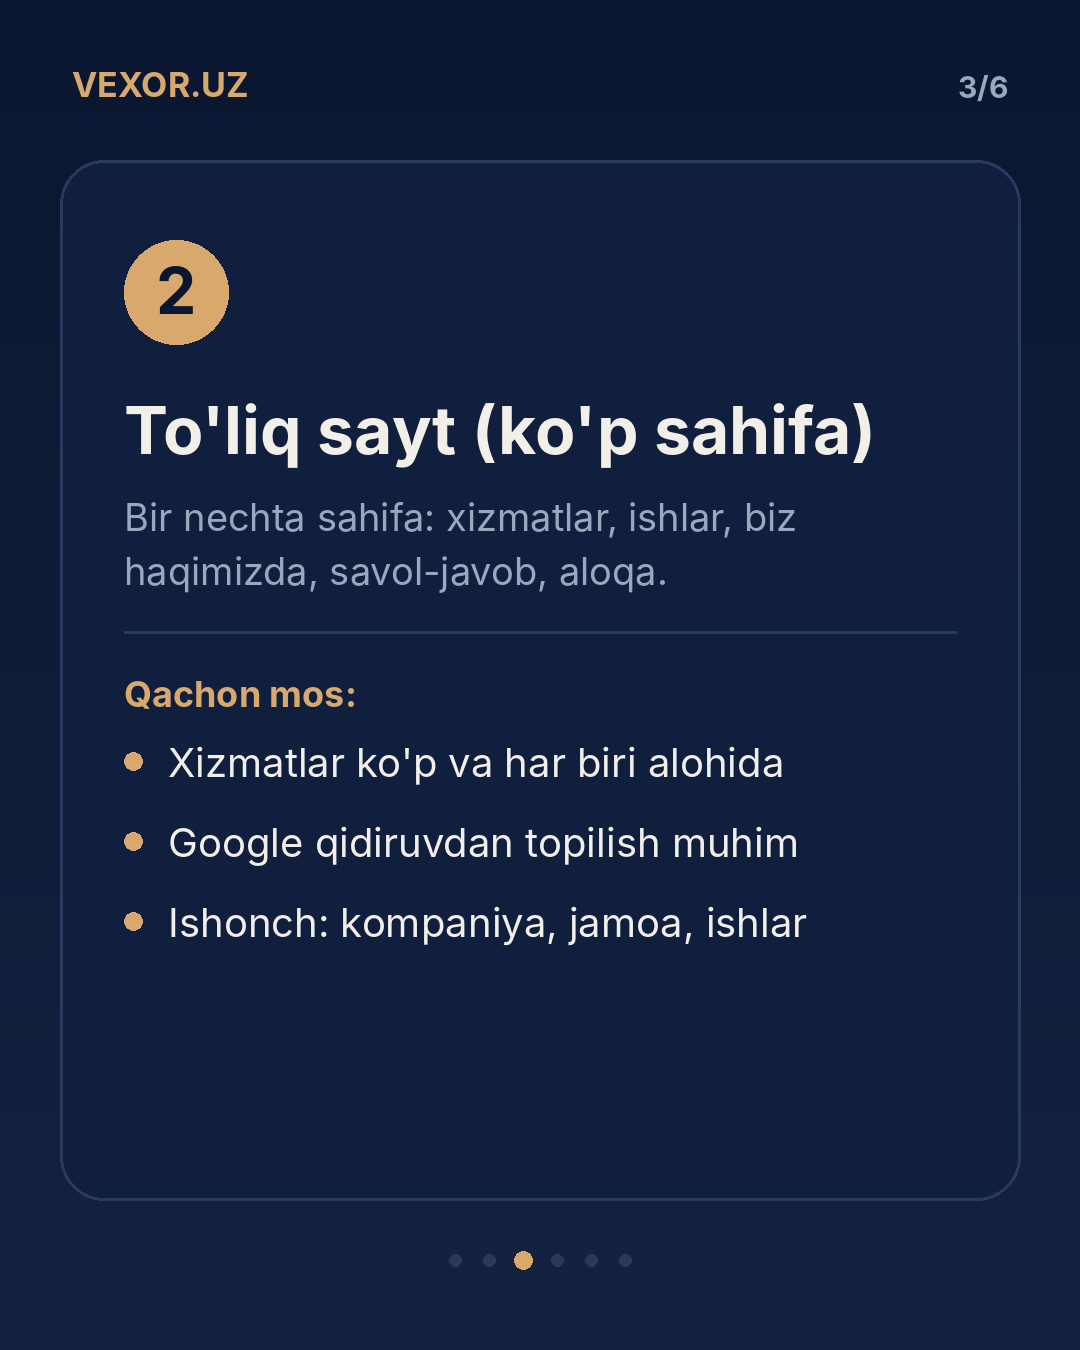 VEXOR.UZ
3/6
2
To'liq sayt (ko'p sahifa)
Bir nechta sahifa: xizmatlar, ishlar, biz
haqimizda, savol-javob, aloqa.
Qachon mos:
Xizmatlar ko'p va har biri alohida
Google qidiruvdan topilish muhim
Ishonch: kompaniya, jamoa, ishlar